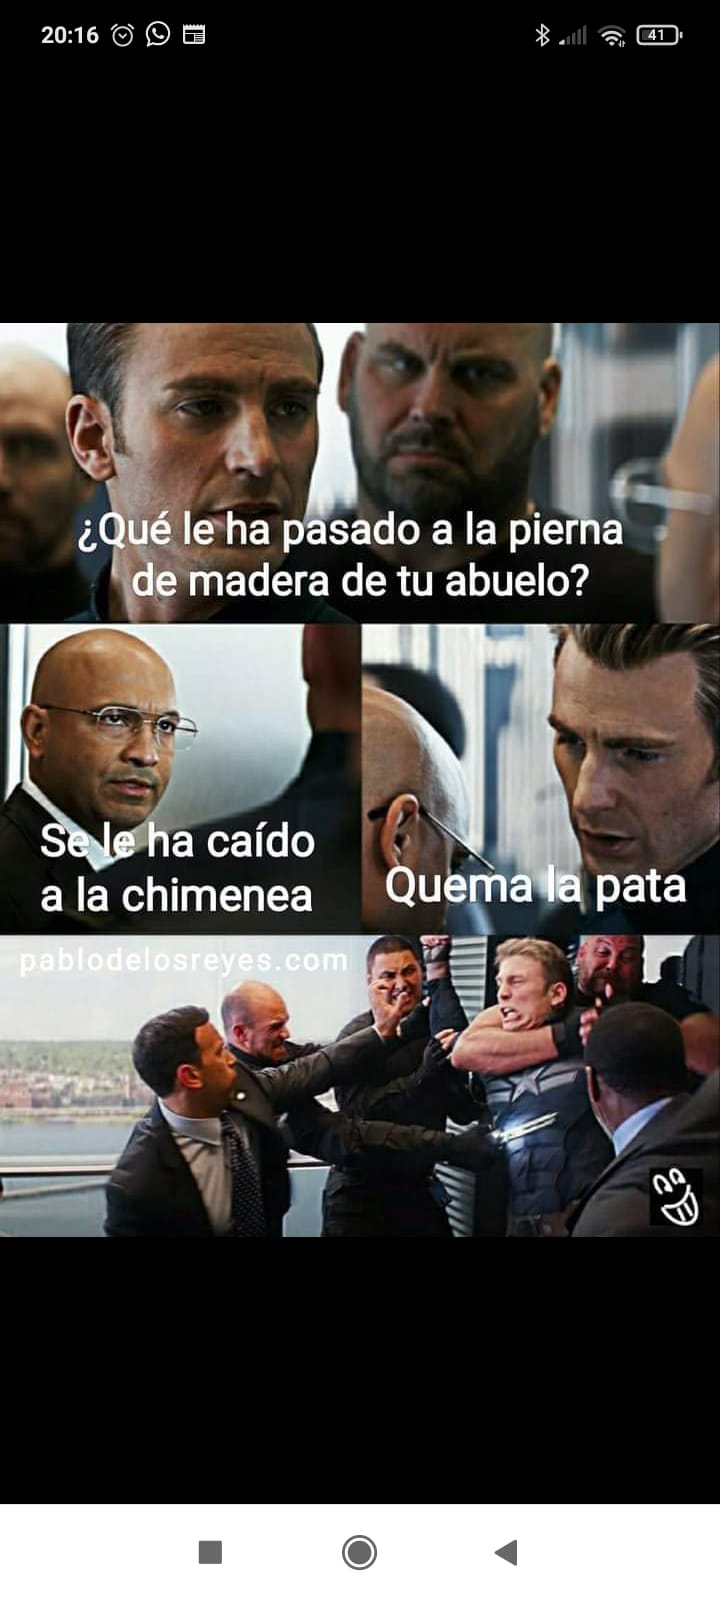 20:16
41
¿Qué le ha pasado a la pierna
de madera de tu abuelo?
Se le ha caído
a la chimenea
Quema la pata
pablodelosreyes.com